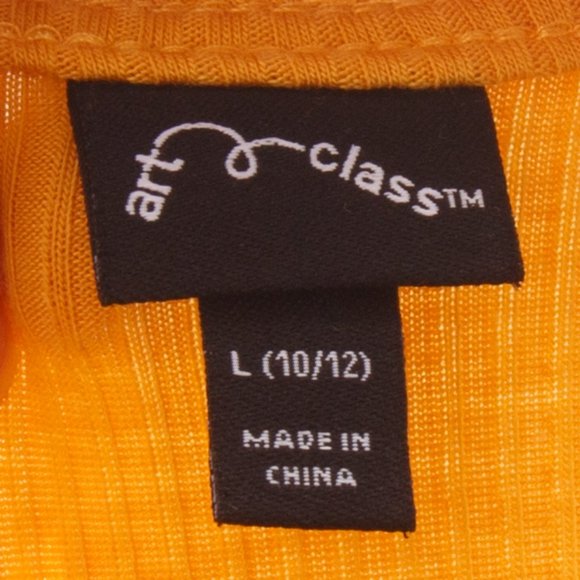 art class™
L (10/12)
MADE IN
CHINA